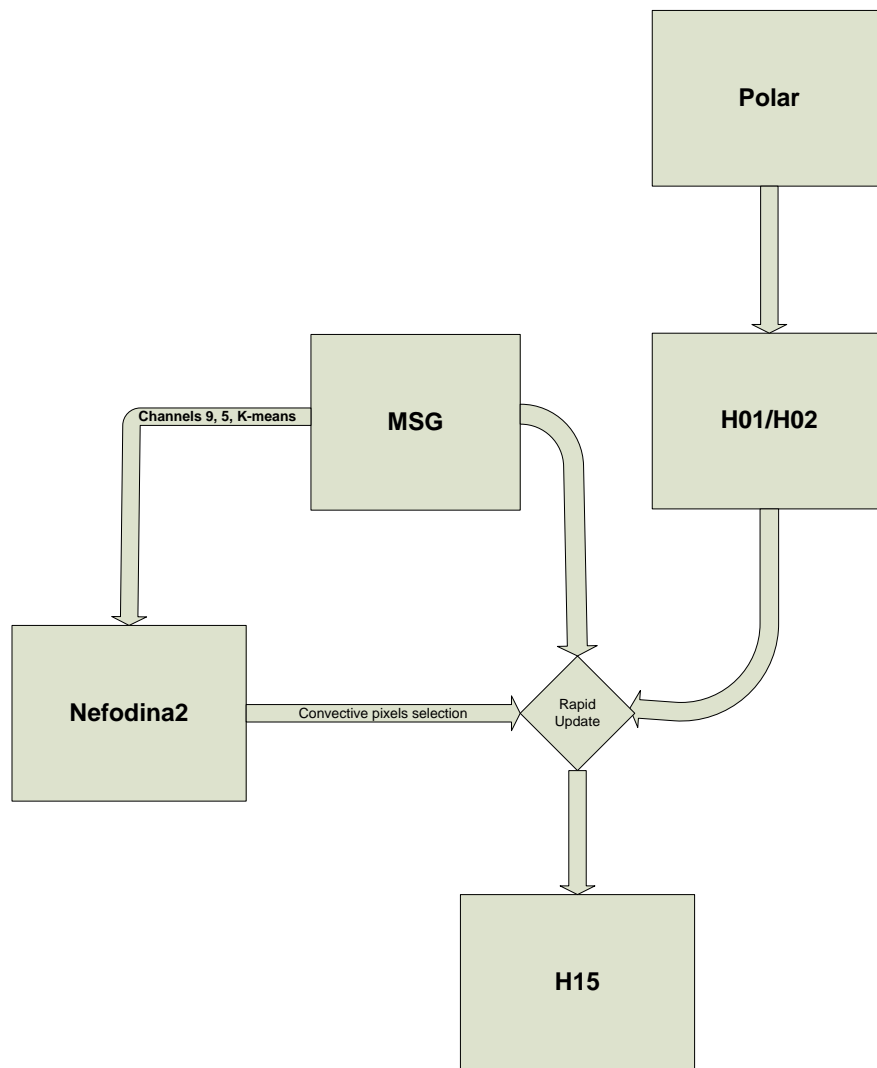 Polar
MSG
H01/H02
Channels 9, 5, K-means
Nefodina2
Convective pixels selection
Rapid
Update
H15